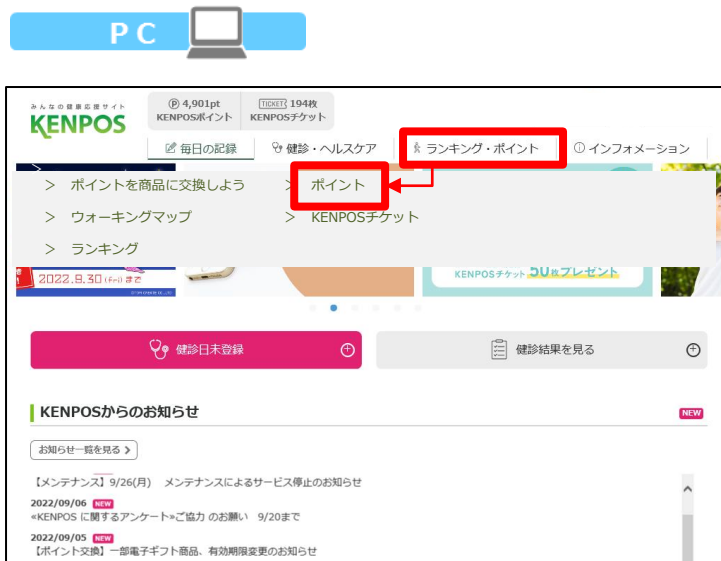 PC
みんなの健康応援サイト
KENPOS
Ⓟ 4,901pt
KENPOSポイント
TICKET 194枚
KENPOSチケット
毎日の記録
健診・ヘルスケア
ランキング・ポイント
インフォメーション
＞ ポイントを商品に交換しよう
＞ ポイント
＞ ウォーキングマップ
＞ KENPOSチケット
＞ ランキング
2022.9.30(Fri)まで
KENPOSチケット50枚プレゼント
健診日未登録
健診結果を見る
KENPOSからのお知らせ
NEW
お知らせ一覧を見る
【メンテナンス】9/26(月)　メンテナンスによるサービス停止のお知らせ
2022/09/06 NEW
≪KENPOS に関するアンケート≫ご協力 のお願い　9/20まで
2022/09/05 NEW
【ポイント交換】一部電子ギフト商品、有効期限変更のお知らせ